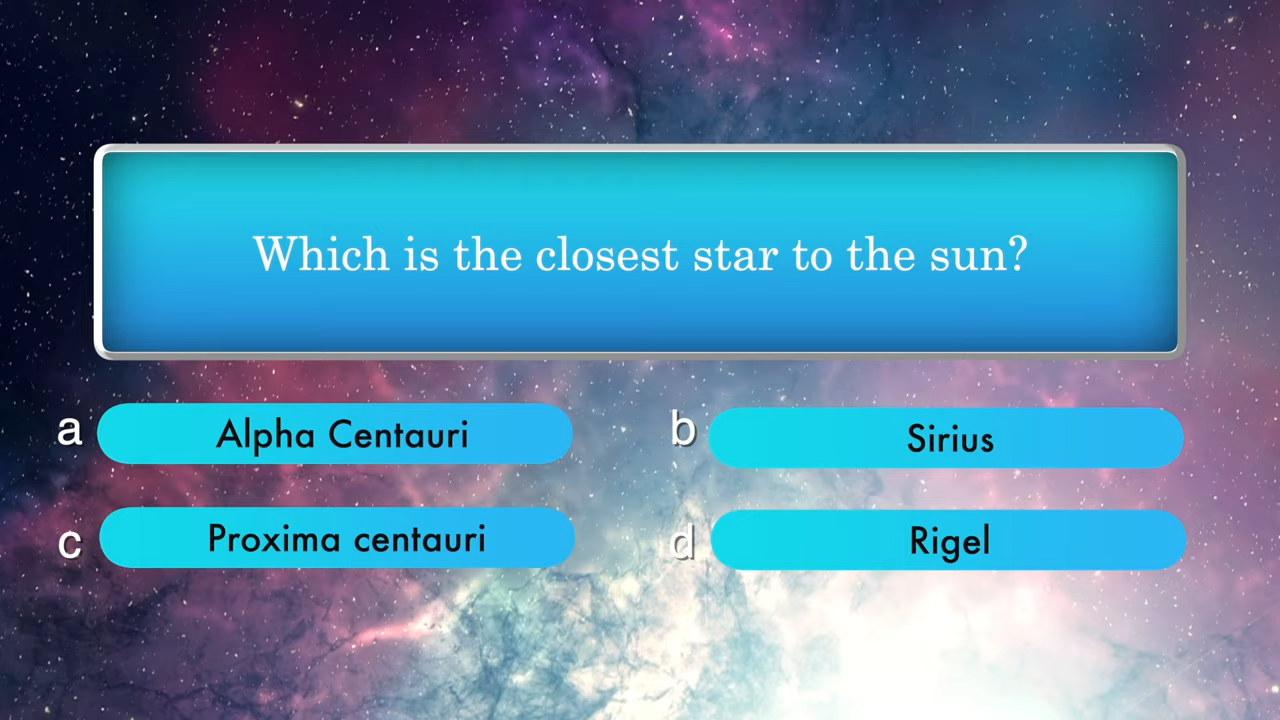 Which is the closest star to the sun?
a Alpha Centauri
b Sirius
c Proxima centauri
d Rigel